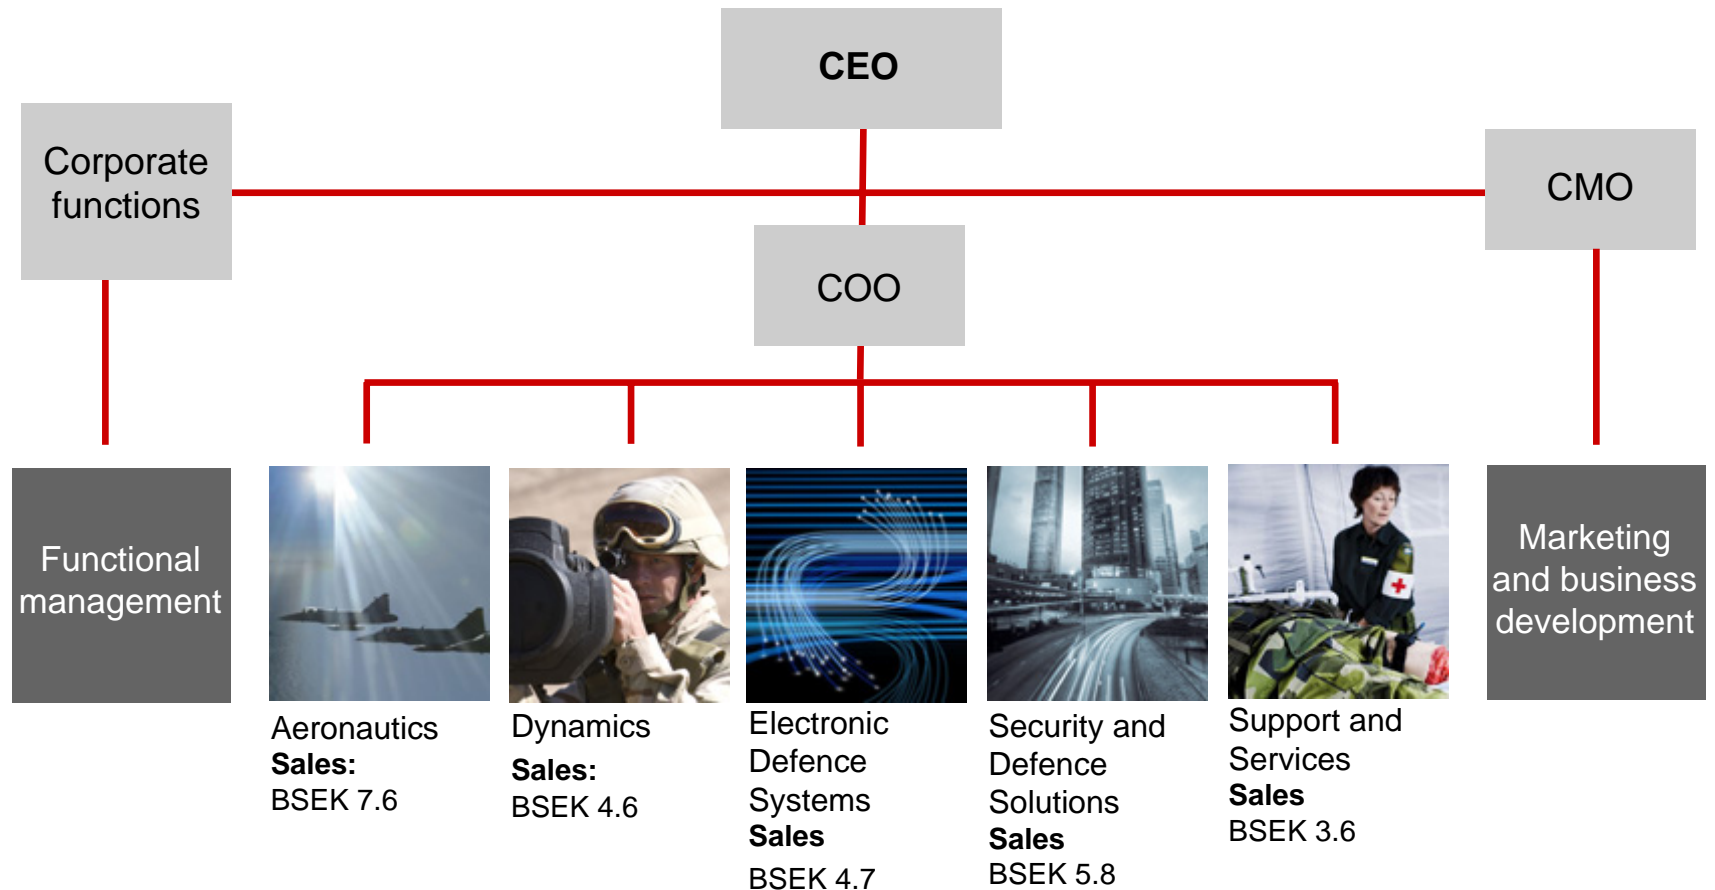 CEO
Corporate
functions
CMO
COO
Functional
management
Marketing
and business
development
Aeronautics
Sales:
BSEK 7.6
Dynamics
Sales:
BSEK 4.6
Electronic
Defence
Systems
Sales
BSEK 4.7
Security and
Defence
Solutions
Sales
BSEK 5.8
Support and
Services
Sales
BSEK 3.6